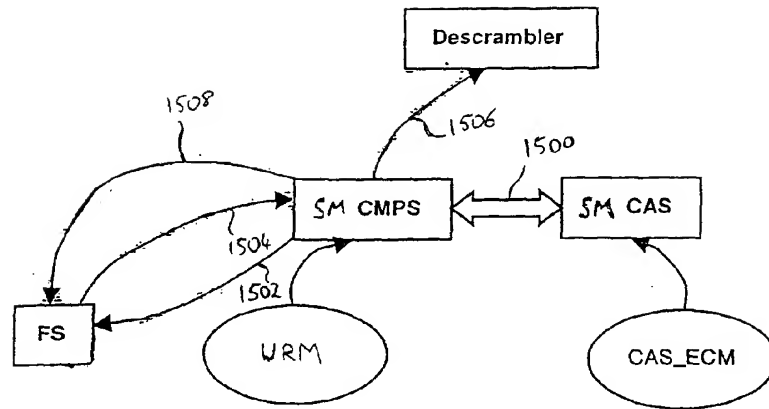 Descrambler
1508
1506
1500
SM CMPS
SM CAS
1504
1502
FS
URM
CAS_ECM